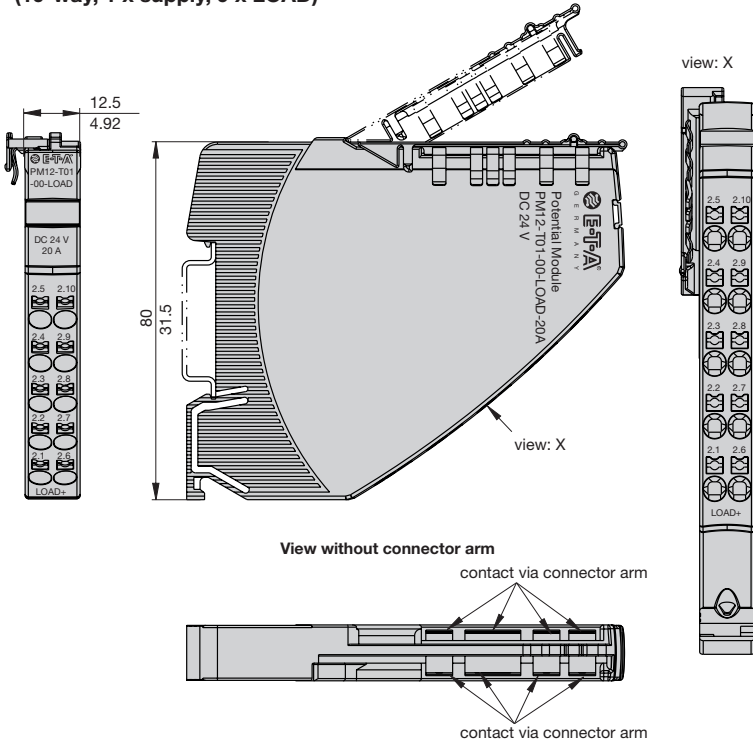 (10-way, 1 x supply, 9 x LOAD)
view: X
12.5
4.92
E-T-A
PM12-T01
-00-LOAD
DC 24 V
20 A
2.5 2.10
2.4 2.9
2.3 2.8
2.2 2.7
2.1 2.6
LOAD+
80
31.5
E-T-A®
GERMANY
Potential Module
PM12-T01-00-LOAD-20A
DC 24 V
view: X
2.5 2.10
2.4 2.9
2.3 2.8
2.2 2.7
2.1 2.6
LOAD+
View without connector arm
contact via connector arm
contact via connector arm